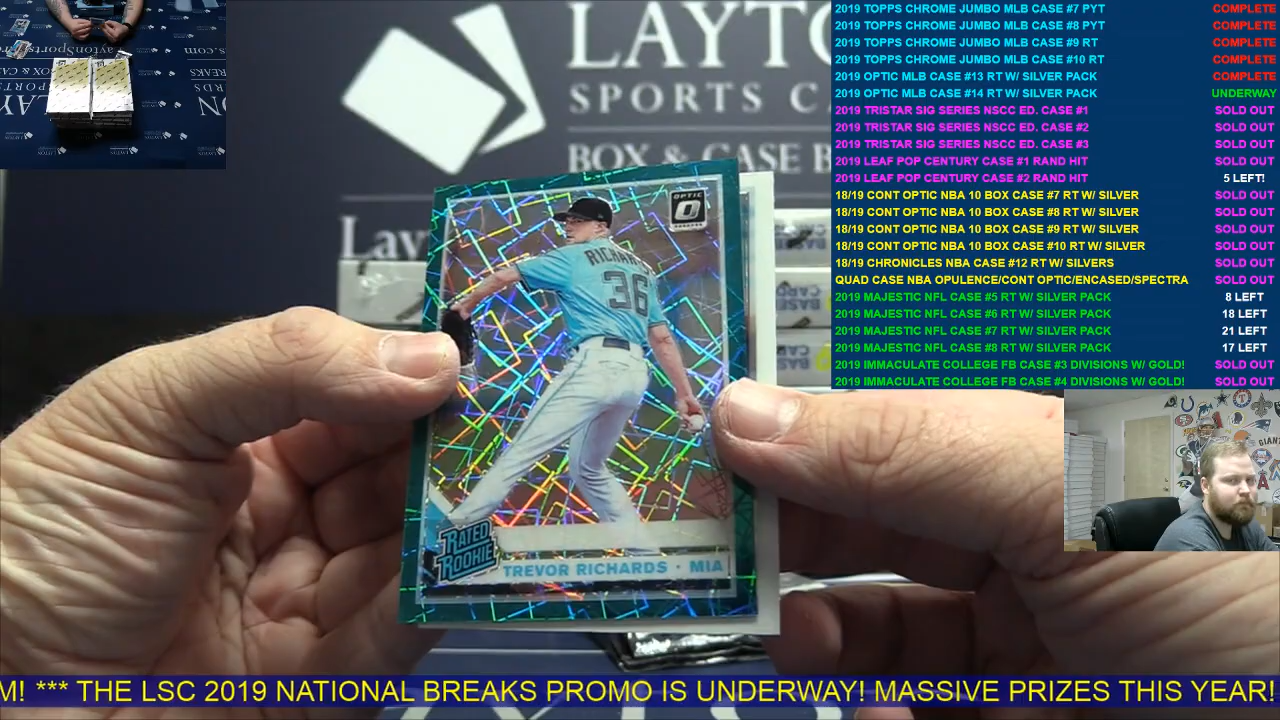 LAYTO
SPORTS CA
BOX & CASE B
Lay
OPTIC
RICHARDS
36
RATED
ROOKIE
TREVOR RICHARDS · MIA
BASE
CARD
2019 TOPPS CHROME JUMBO MLB CASE #7 PYT COMPLETE
2019 TOPPS CHROME JUMBO MLB CASE #8 PYT COMPLETE
2019 TOPPS CHROME JUMBO MLB CASE #9 RT COMPLETE
2019 TOPPS CHROME JUMBO MLB CASE #10 RT COMPLETE
2019 OPTIC MLB CASE #13 RT W/ SILVER PACK COMPLETE
2019 OPTIC MLB CASE #14 RT W/ SILVER PACK UNDERWAY
2019 TRISTAR SIG SERIES NSCC ED. CASE #1 SOLD OUT
2019 TRISTAR SIG SERIES NSCC ED. CASE #2 SOLD OUT
2019 TRISTAR SIG SERIES NSCC ED. CASE #3 SOLD OUT
2019 LEAF POP CENTURY CASE #1 RAND HIT SOLD OUT
2019 LEAF POP CENTURY CASE #2 RAND HIT 5 LEFT!
18/19 CONT OPTIC NBA 10 BOX CASE #7 RT W/ SILVER SOLD OUT
18/19 CONT OPTIC NBA 10 BOX CASE #8 RT W/ SILVER SOLD OUT
18/19 CONT OPTIC NBA 10 BOX CASE #9 RT W/ SILVER SOLD OUT
18/19 CONT OPTIC NBA 10 BOX CASE #10 RT W/ SILVER SOLD OUT
18/19 CHRONICLES NBA CASE #12 RT W/ SILVERS SOLD OUT
QUAD CASE NBA OPULENCE/CONT OPTIC/ENCASED/SPECTRA SOLD OUT
2019 MAJESTIC NFL CASE #5 RT W/ SILVER PACK 8 LEFT
2019 MAJESTIC NFL CASE #6 RT W/ SILVER PACK 18 LEFT
2019 MAJESTIC NFL CASE #7 RT W/ SILVER PACK 21 LEFT
2019 MAJESTIC NFL CASE #8 RT W/ SILVER PACK 17 LEFT
2019 IMMACULATE COLLEGE FB CASE #3 DIVISIONS W/ GOLD! SOLD OUT
2019 IMMACULATE COLLEGE FB CASE #4 DIVISIONS W/ GOLD! SOLD OUT
M! *** THE LSC 2019 NATIONAL BREAKS PROMO IS UNDERWAY! MASSIVE PRIZES THIS YEAR!